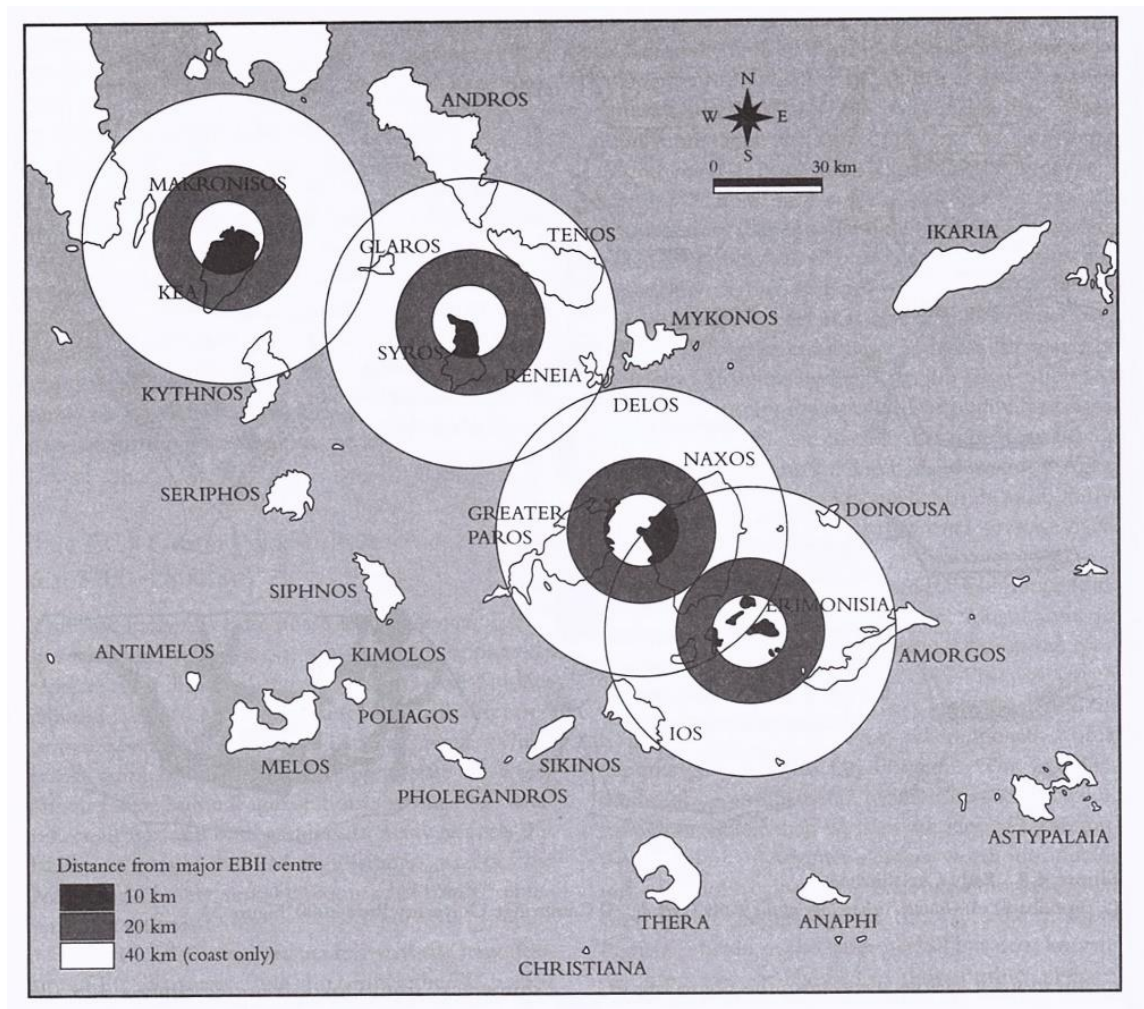 N
ANDROS
W E
S
0 30 km
MAKRONISOS
IKARIA
TENOS
GLAROS
KEA
MYKONOS
SYROS
RENEIA
KYTHNOS
DELOS
NAXOS
SERIPHOS
DONOUSA
GREATER
PAROS
SIPHNOS
ERIMONISIA
ANTIMELOS
KIMOLOS
AMORGOS
POLIAGOS
IOS
MELOS
SIKINOS
PHOLEGANDROS
ASTYPALAIA
Distance from major EBII centre
10 km
20 km
40 km (coast only)
THERA
ANAPHI
CHRISTIANA